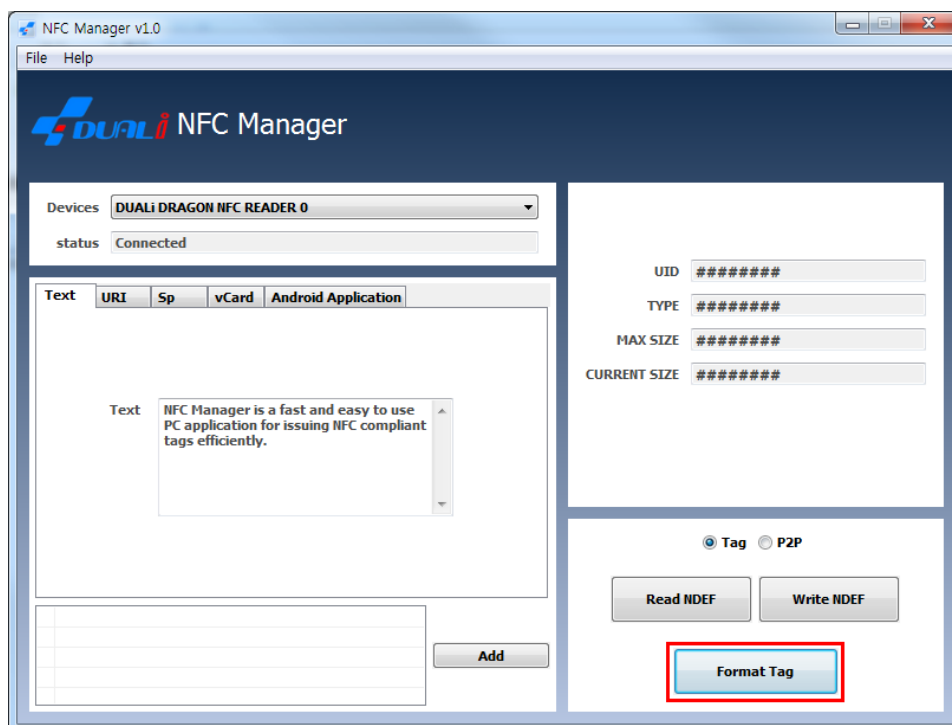 NFC Manager v1.0
File Help
DUALi NFC Manager
Devices DUALi DRAGON NFC READER 0
status Connected
Text URI Sp vCard Android Application
Text NFC Manager is a fast and easy to use
PC application for issuing NFC compliant
tags efficiently.
Add
UID ########
TYPE ########
MAX SIZE ########
CURRENT SIZE ########
Tag P2P
Read NDEF Write NDEF
Format Tag